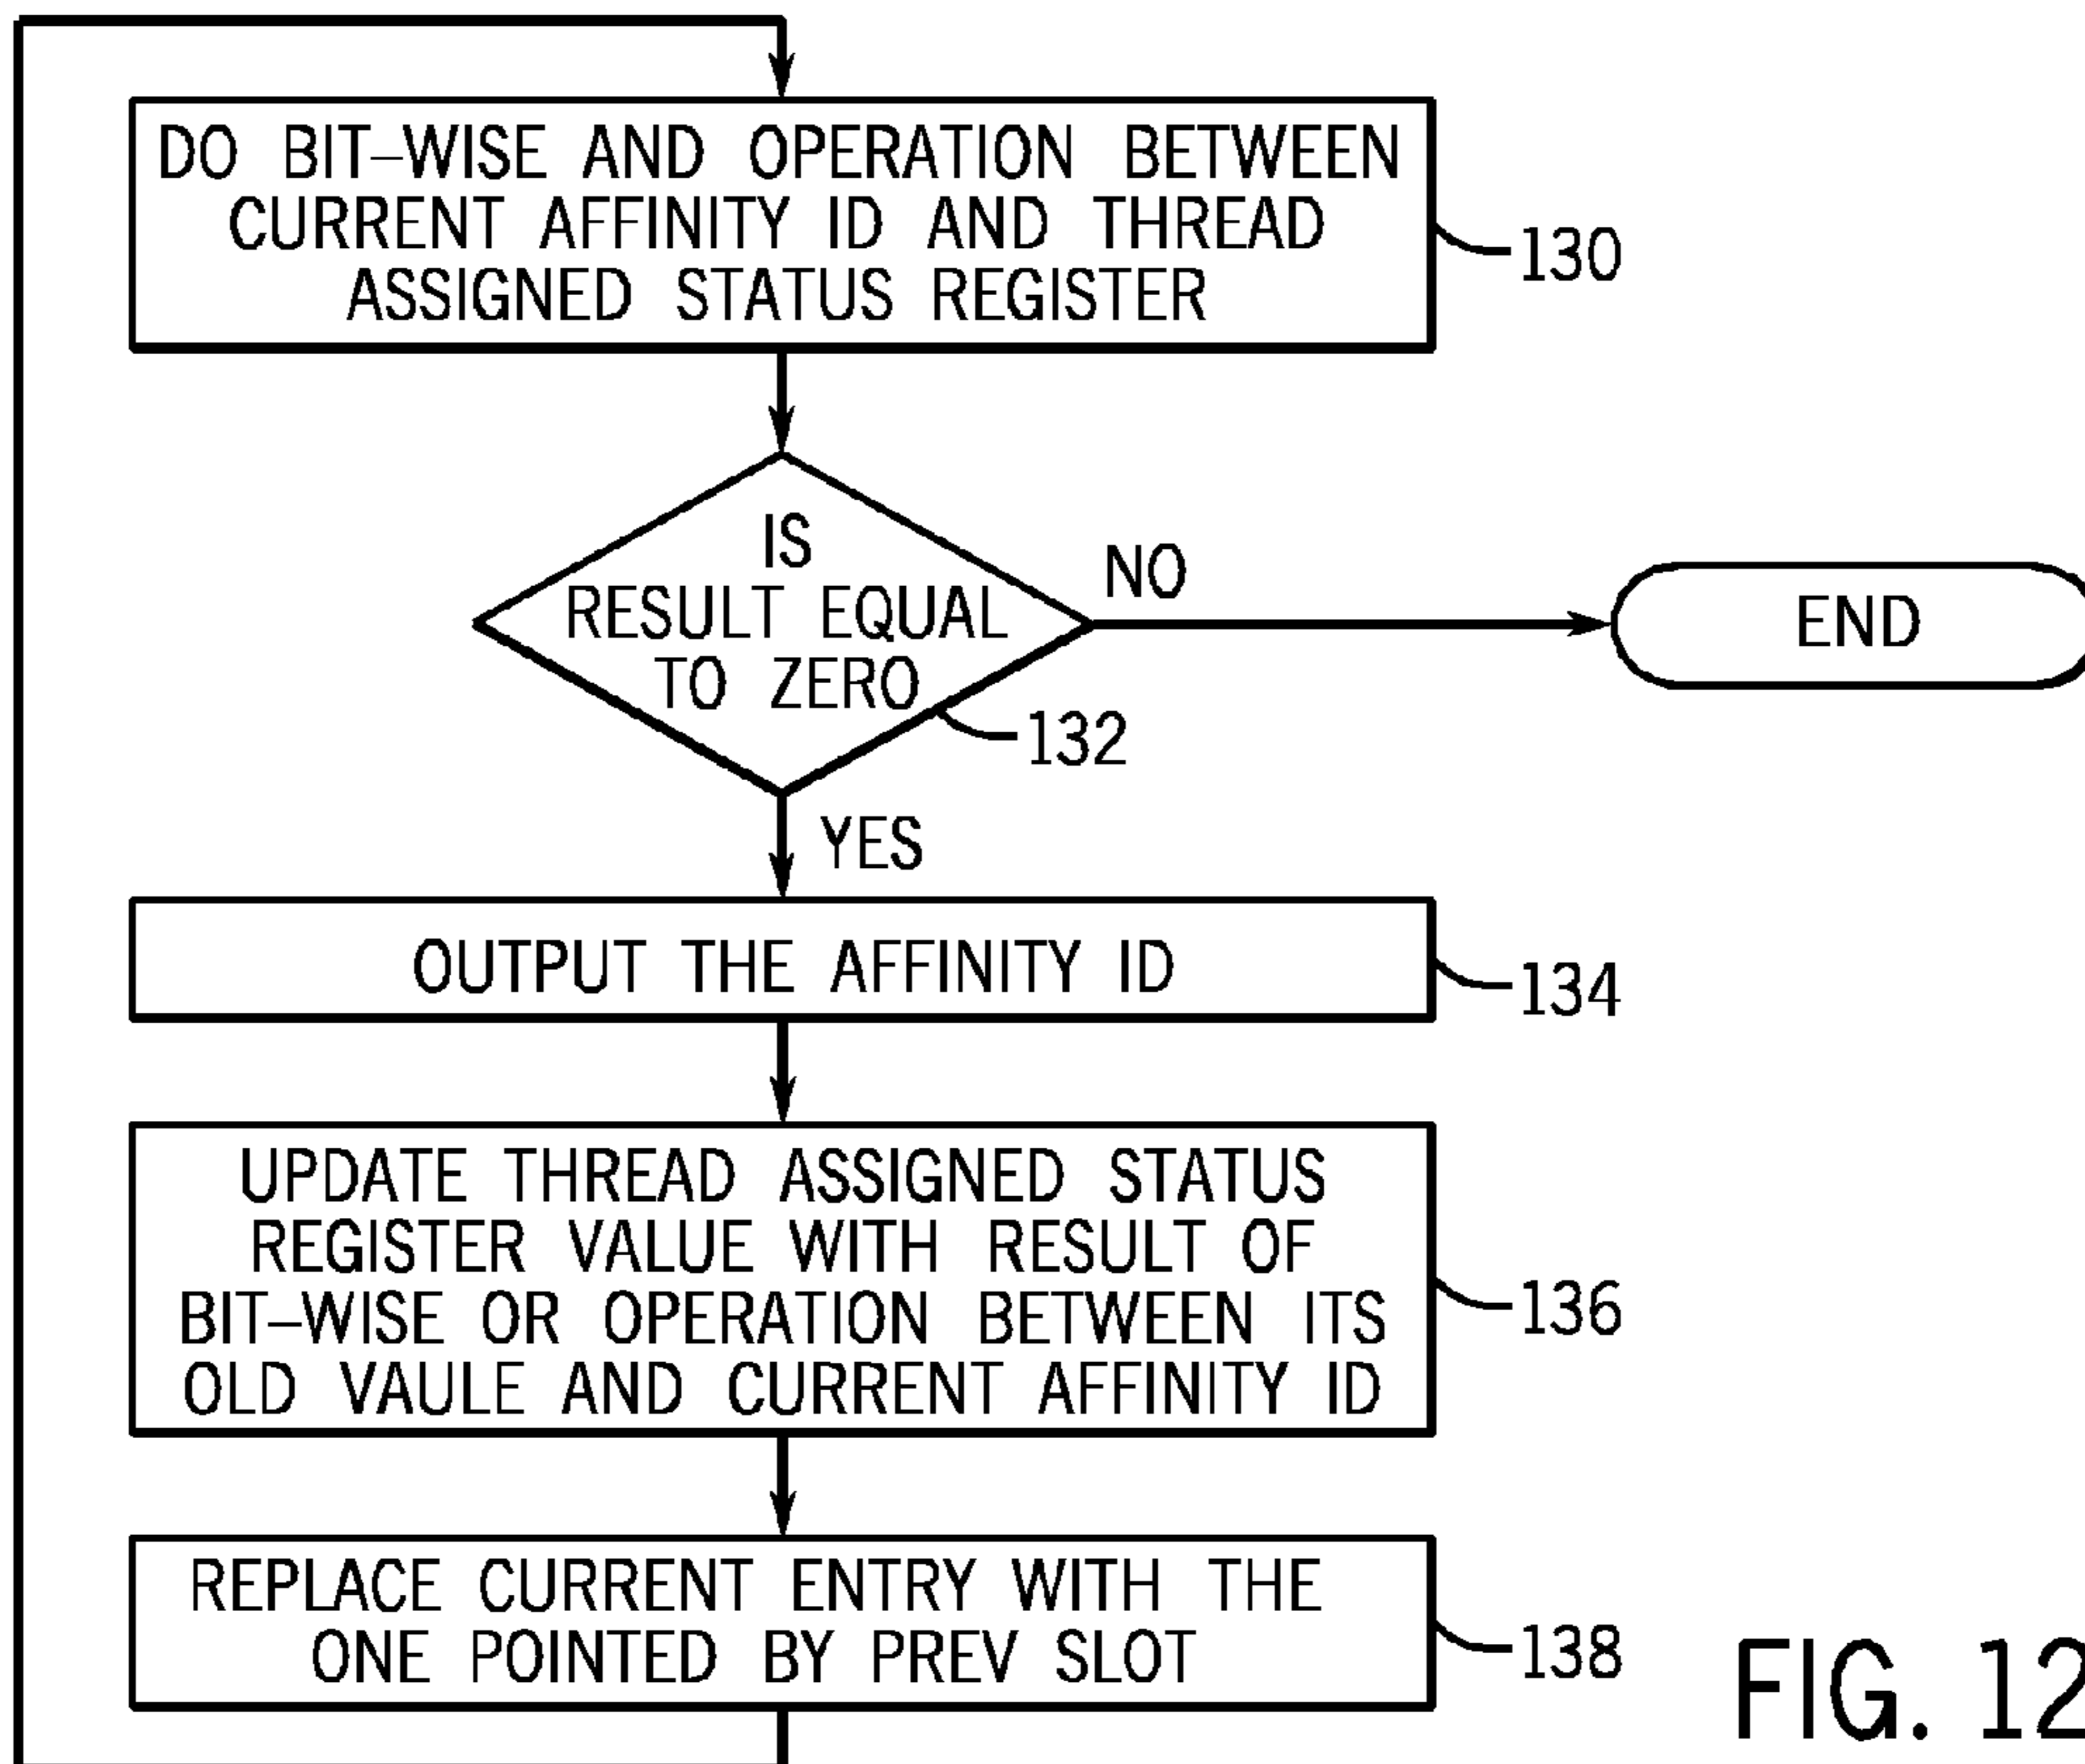 DO BIT-WISE AND OPERATION BETWEEN
CURRENT AFFINITY ID AND THREAD
ASSIGNED STATUS REGISTER
130
IS
RESULT EQUAL
TO ZERO
NO
END
132
YES
OUTPUT THE AFFINITY ID
134
UPDATE THREAD ASSIGNED STATUS
REGISTER VALUE WITH RESULT OF
BIT-WISE OR OPERATION BETWEEN ITS
OLD VAULE AND CURRENT AFFINITY ID
136
REPLACE CURRENT ENTRY WITH THE
ONE POINTED BY PREV SLOT
138
FIG. 12